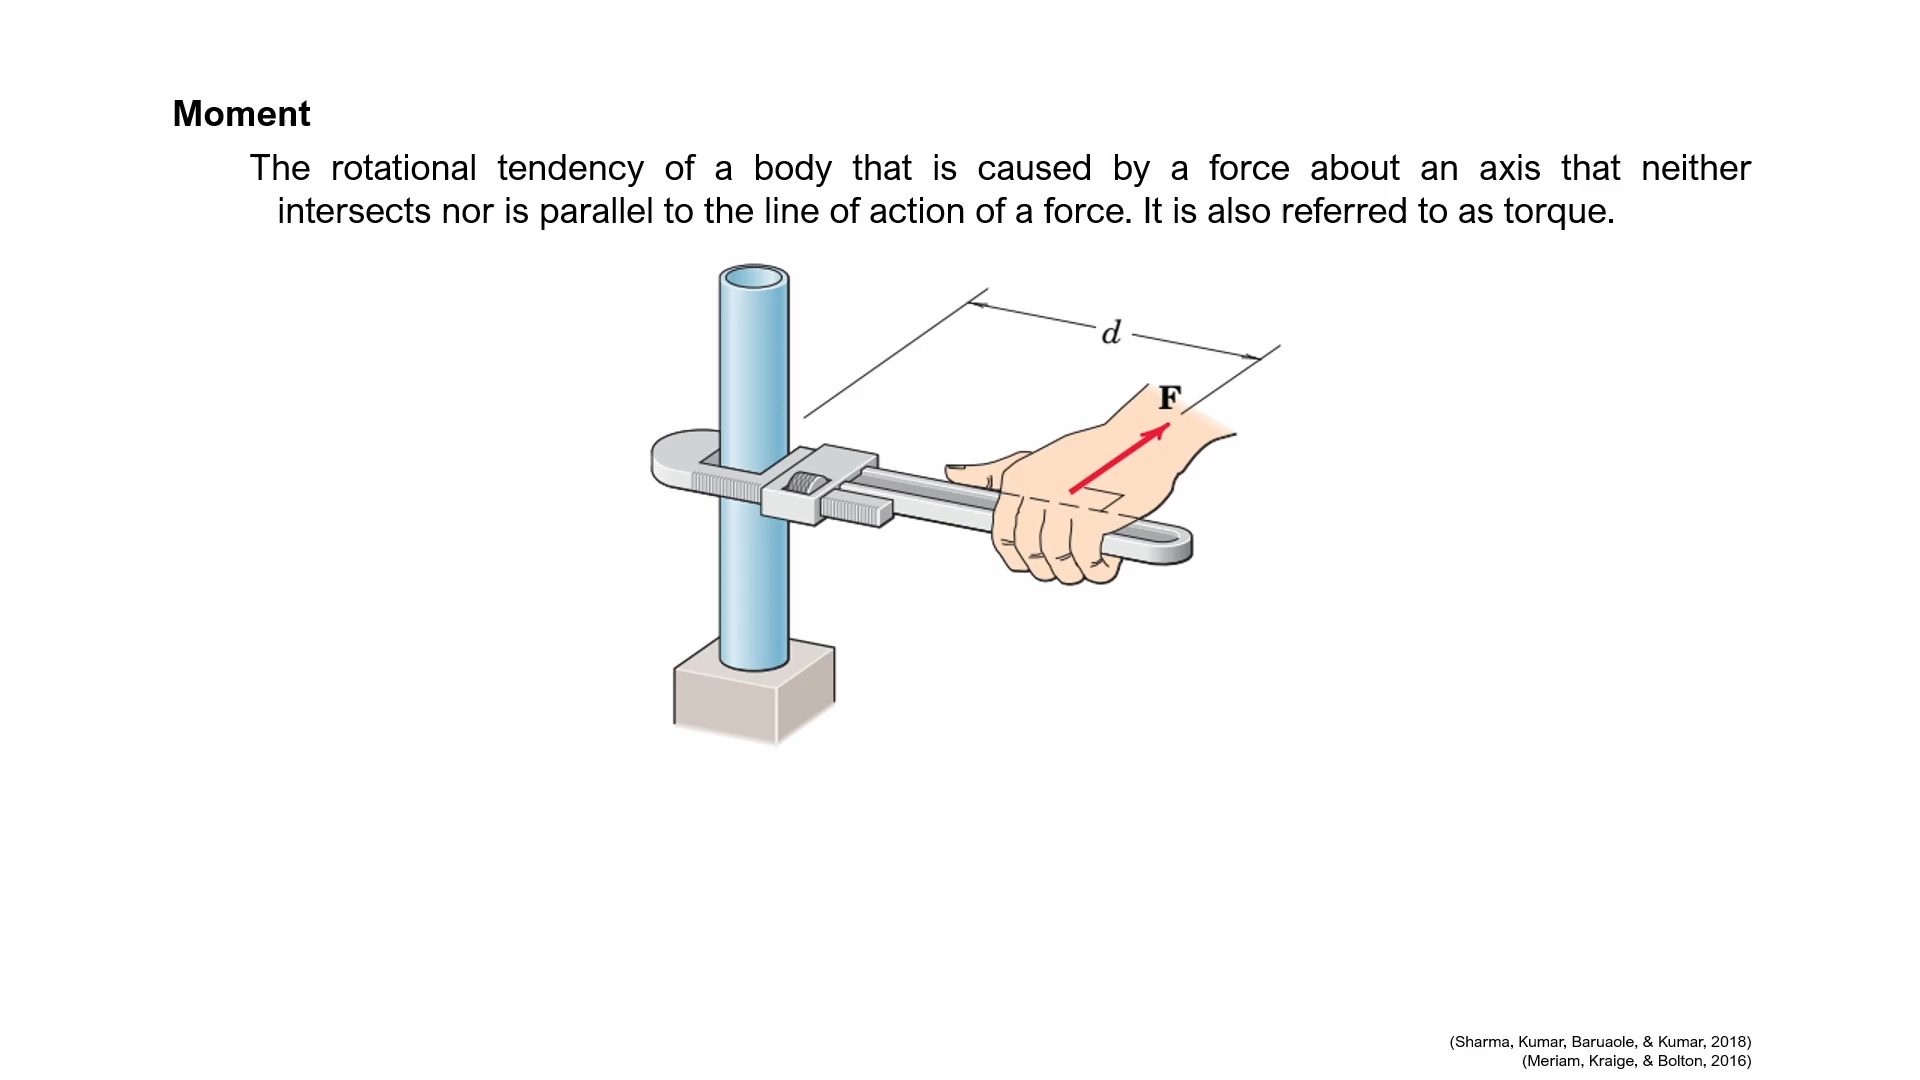 Moment
The rotational tendency of a body that is caused by a force about an axis that neither
intersects nor is parallel to the line of action of a force. It is also referred to as torque.
d
F
(Sharma, Kumar, Baruaole, & Kumar, 2018)
(Meriam, Kraige, & Bolton, 2016)